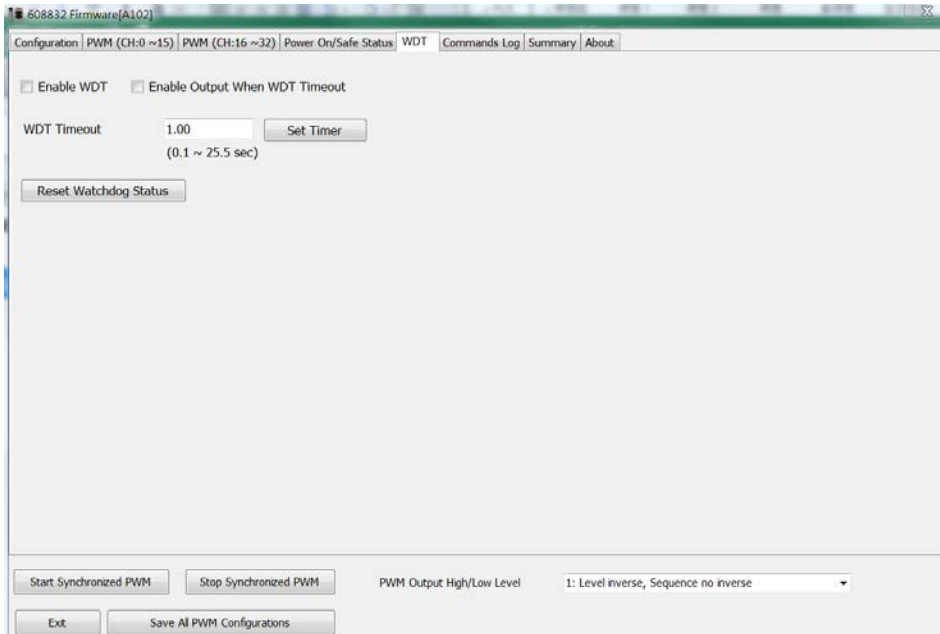 608832 Firmware[A102]
Configuration PWM (CH:0 ~15) PWM (CH:16 ~32) Power On/Safe Status WDT Commands Log Summary About
Enable WDT Enable Output When WDT Timeout
WDT Timeout 1.00 Set Timer
(0.1 ~ 25.5 sec)
Reset Watchdog Status
Start Synchronized PWM Stop Synchronized PWM PWM Output High/Low Level 1: Level inverse, Sequence no inverse
Exit Save All PWM Configurations